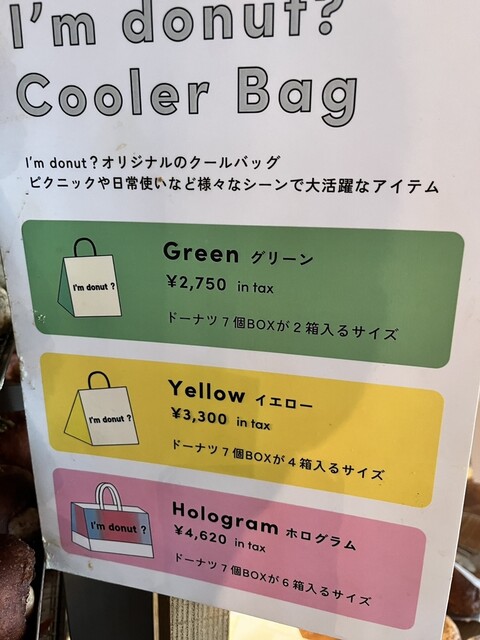 I'm donut?
Cooler Bag
I'm donut？オリジナルのクールバッグ
ピクニックや日常使いなど様々なシーンで大活躍なアイテム
I'm donut ?
Green グリーン
¥2,750 in tax
ドーナツ７個BOXが２箱入るサイズ
I'm donut ?
Yellow イエロー
¥3,300 in tax
ドーナツ７個BOXが４箱入るサイズ
I'm donut ?
Hologram ホログラム
¥4,620 in tax
ドーナツ７個BOXが６箱入るサイズ